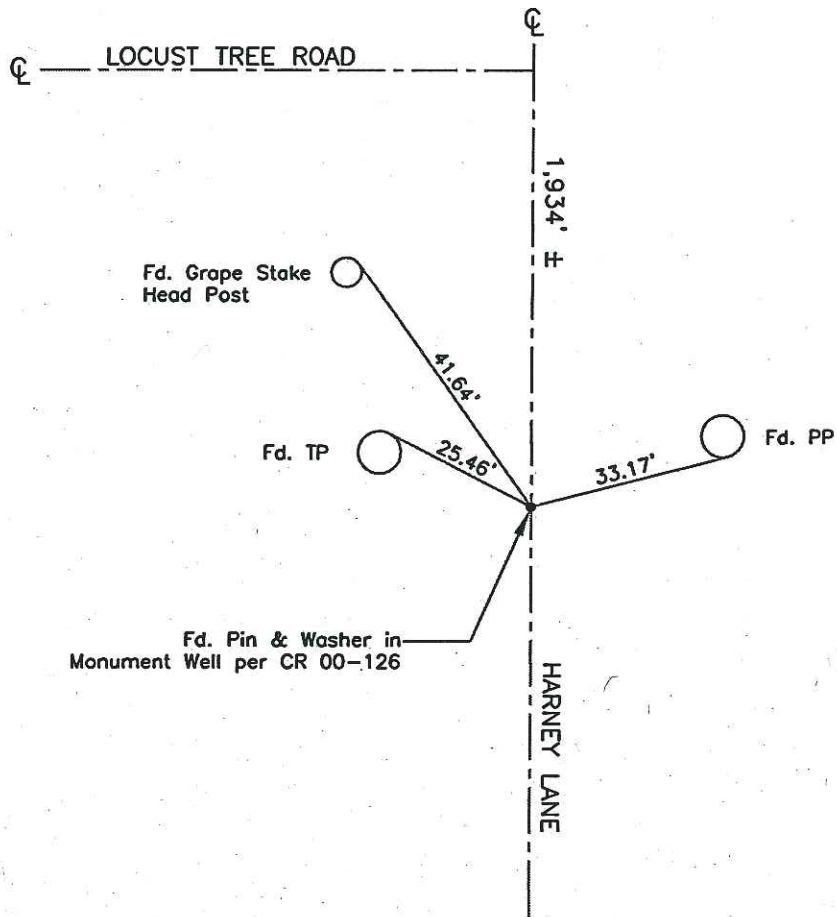 ℄
LOCUST TREE ROAD
℄
1,934' ±
Fd. Grape Stake
Head Post
41.64'
Fd. TP
25.46'
33.17'
Fd. PP
Fd. Pin & Washer in
Monument Well per CR 00-126
HARNEY LANE